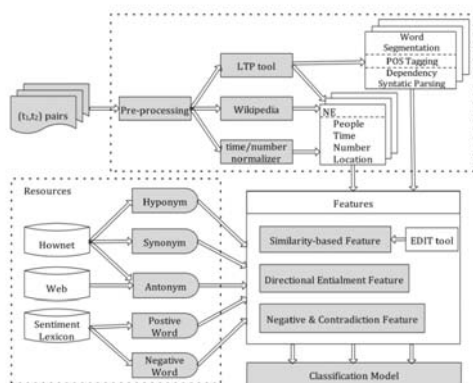 Word
Segmentation
POS Tagging
Dependency
Syntatic Parsing
LTP tool
(t₁,t₂) pairs
Pre-processing
Wikipedia
NE
People
Time
Number
Location
time/number
normalizer
Resources
Hyponym
Features
Hownet
Synonym
Similarity-based Feature
EDIT tool
Web
Antonym
Directional Entialment Feature
Sentiment
Lexicon
Postive
Word
Negative & Contradiction Feature
Negative
Word
Classification Model